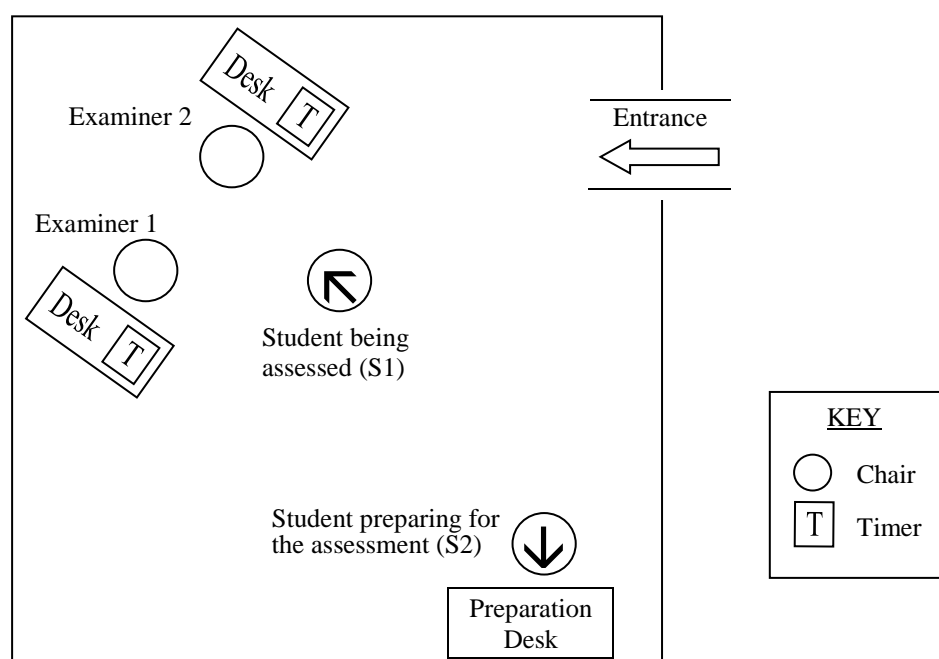 Desk
T
Examiner 2
Entrance
Examiner 1
Desk
T
Student being
assessed (S1)
KEY
Chair
T Timer
Student preparing for
the assessment (S2)
Preparation
Desk